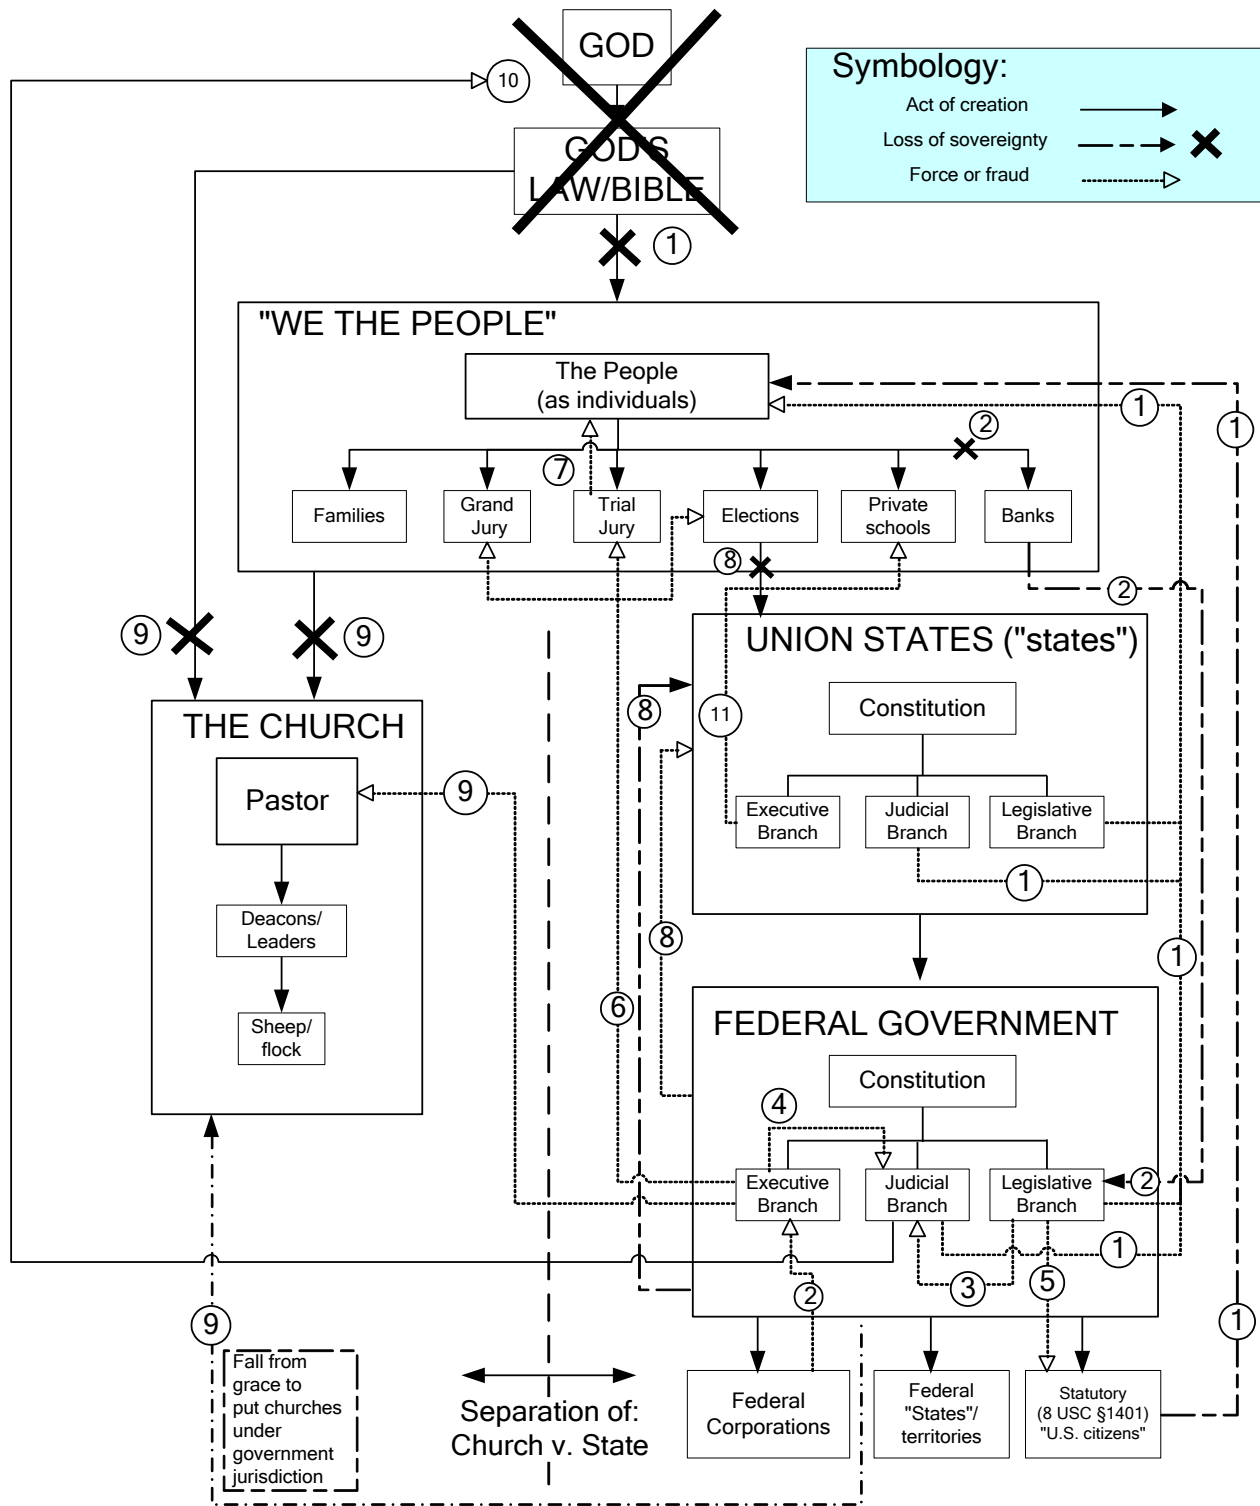 GOD
10
GOD'S
LAW/BIBLE
1
Symbology:
Act of creation
Loss of sovereignty
Force or fraud
"WE THE PEOPLE"
The People
(as individuals)
1
1
2
7
Families
Grand
Jury
Trial
Jury
Elections
Private
schools
Banks
8
2
9
9
UNION STATES ("states")
8
11
Constitution
Executive
Branch
Judicial
Branch
Legislative
Branch
1
THE CHURCH
Pastor
9
Deacons/
Leaders
Sheep/
flock
8
1
6
FEDERAL GOVERNMENT
Constitution
4
Executive
Branch
Judicial
Branch
Legislative
Branch
2
1
3
5
2
9
1
Fall from
grace to
put churches
under
government
jurisdiction
Separation of:
Church v. State
Federal
Corporations
Federal
"States"/
territories
Statutory
(8 USC §1401)
"U.S. citizens"